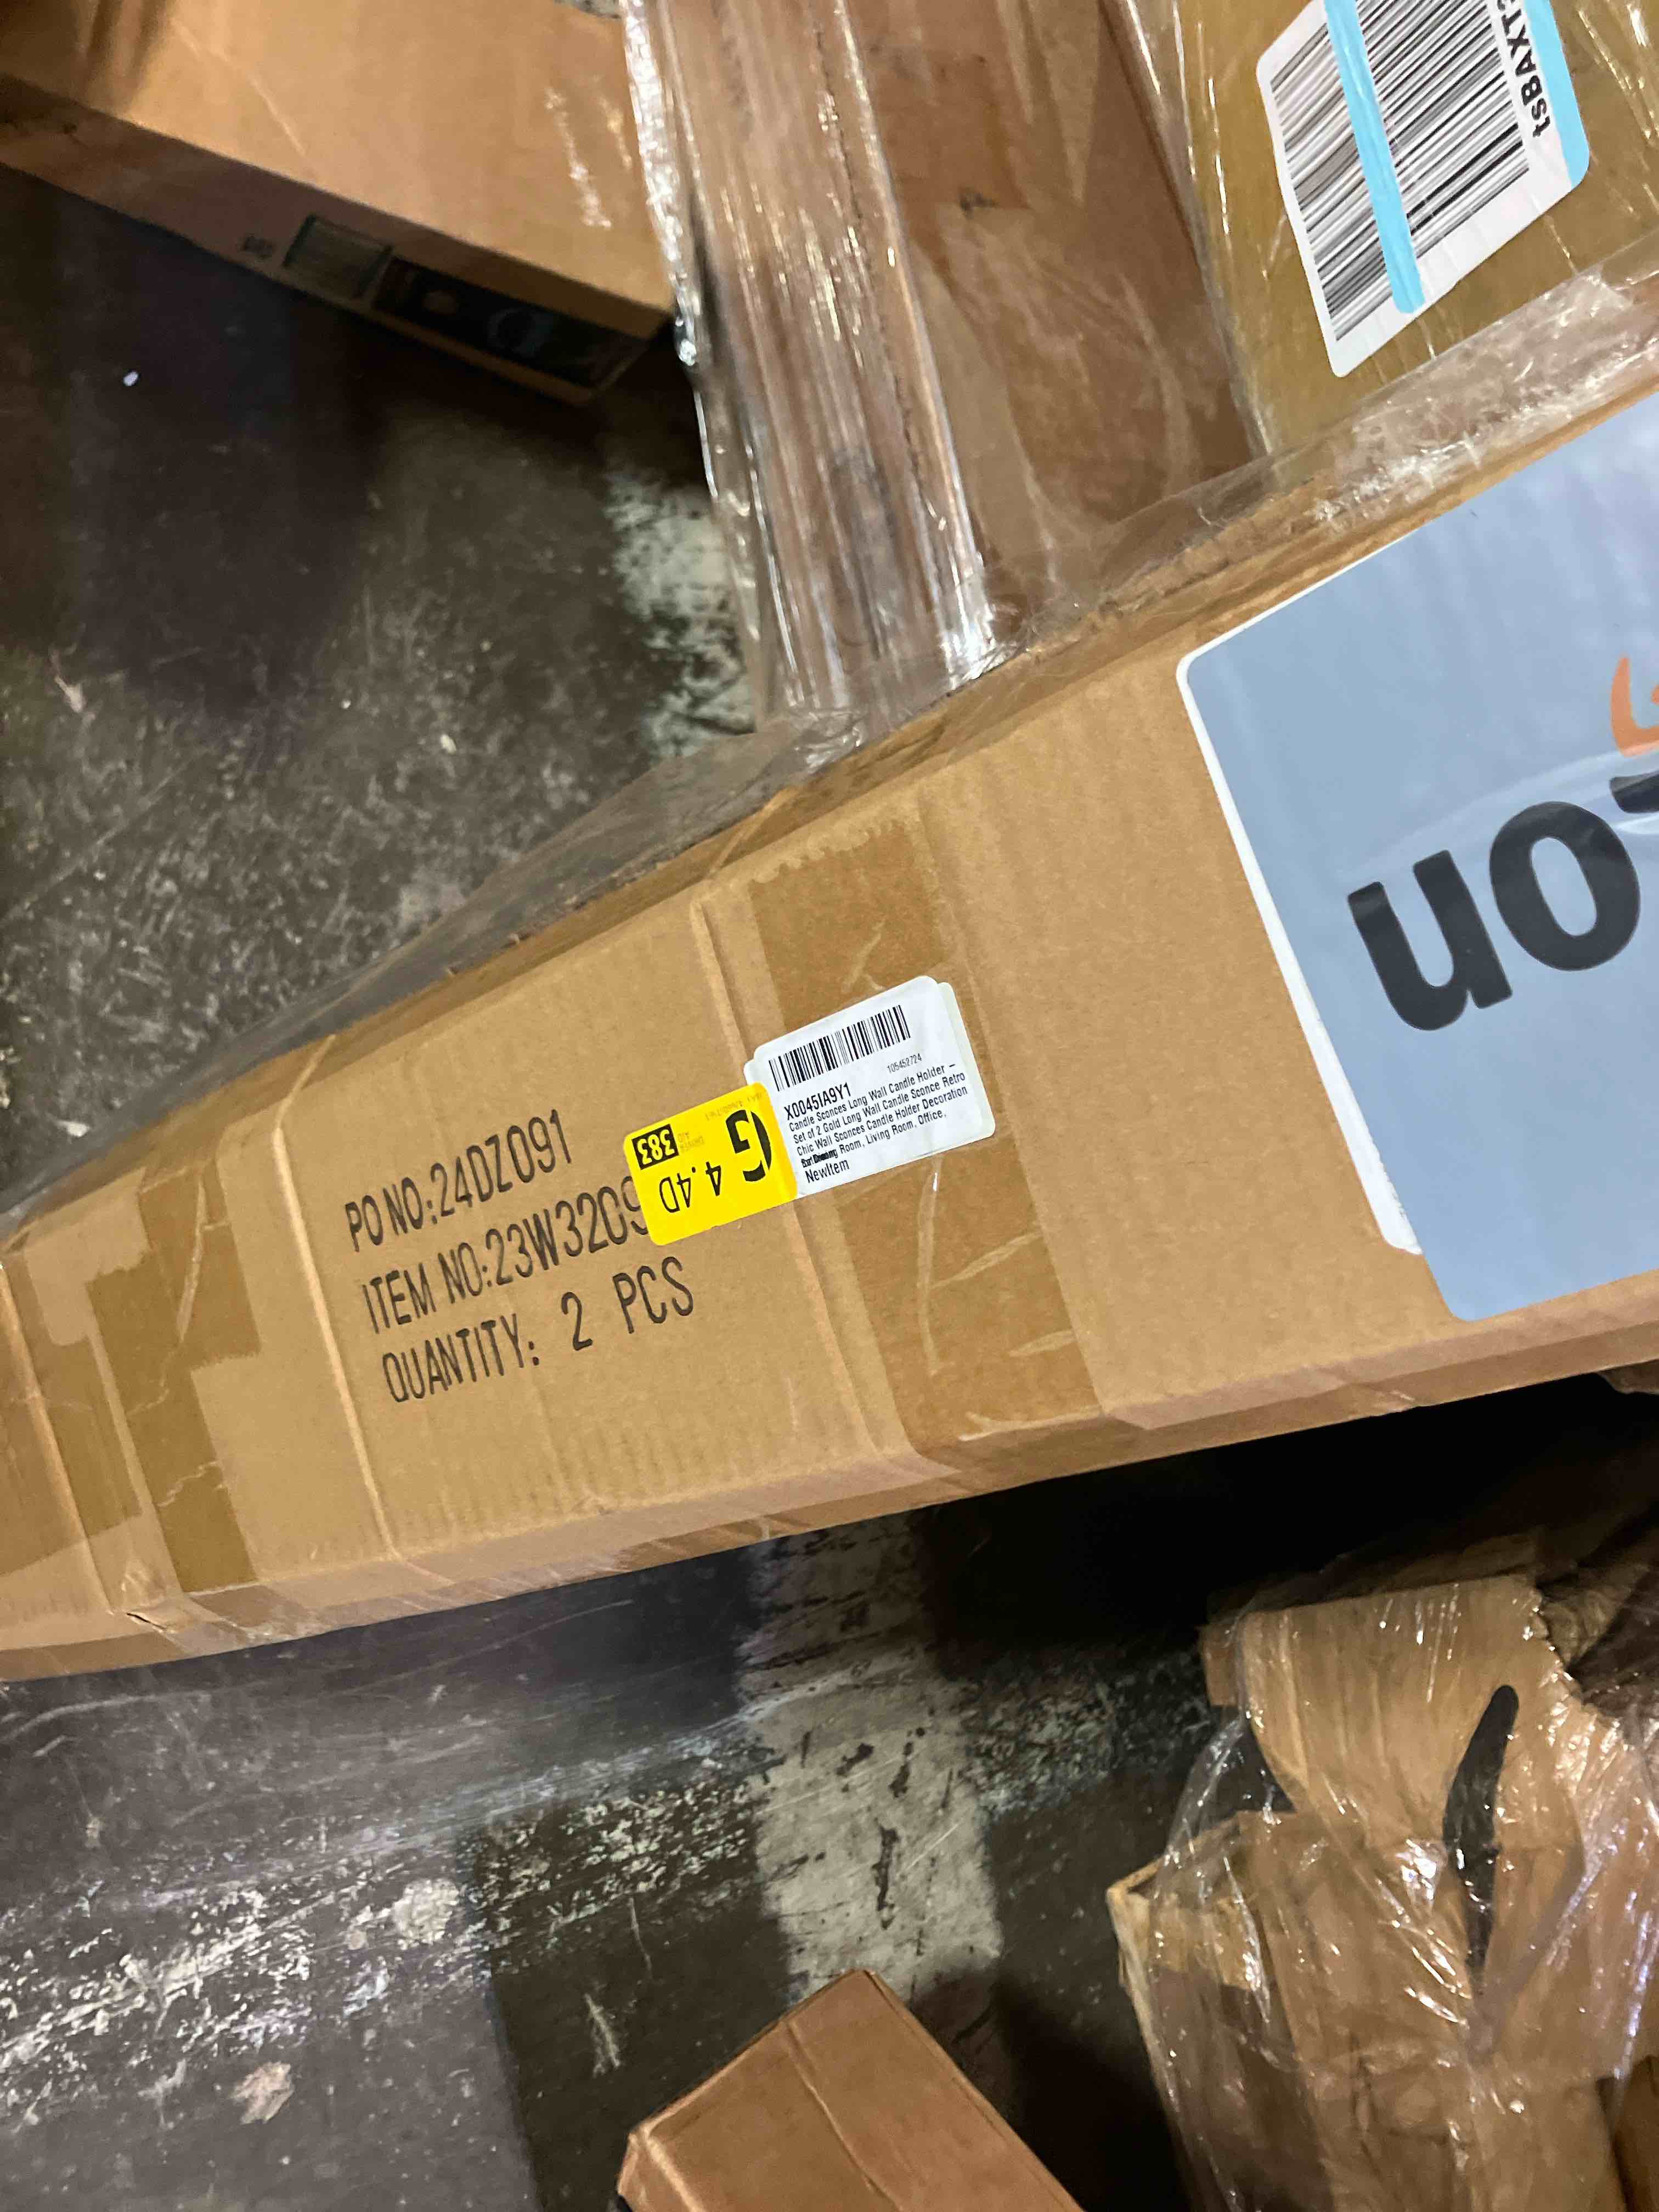 tsBAXT
on
105452724
X0045IA9Y1
Candle Sconces Long Wall Candle Holder –
Set of 2 Gold Long Wall Candle Sconce Retro
Chic Wall Sconces Candle Holder Decoration
Room, Living Room, Office,
NewItem
G
4.4D
383
PO NO:24DZ091
ITEM NO:23W3209
QUANTITY: 2 PCS